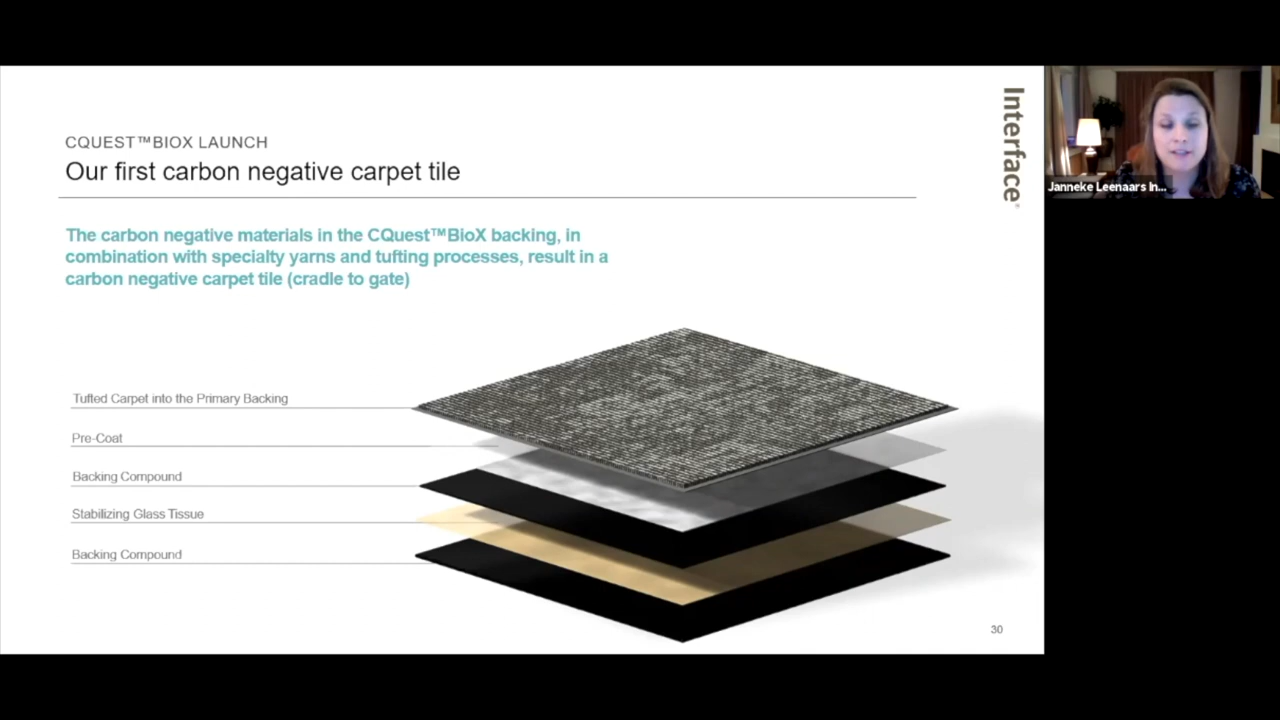 CQUEST™BIOX LAUNCH
Our first carbon negative carpet tile
The carbon negative materials in the CQuest™BioX backing, in
combination with specialty yarns and tufting processes, result in a
carbon negative carpet tile (cradle to gate)
Tufted Carpet into the Primary Backing
Pre-Coat
Backing Compound
Stabilizing Glass Tissue
Backing Compound
30
Interface®
Janneke Leenaars In...